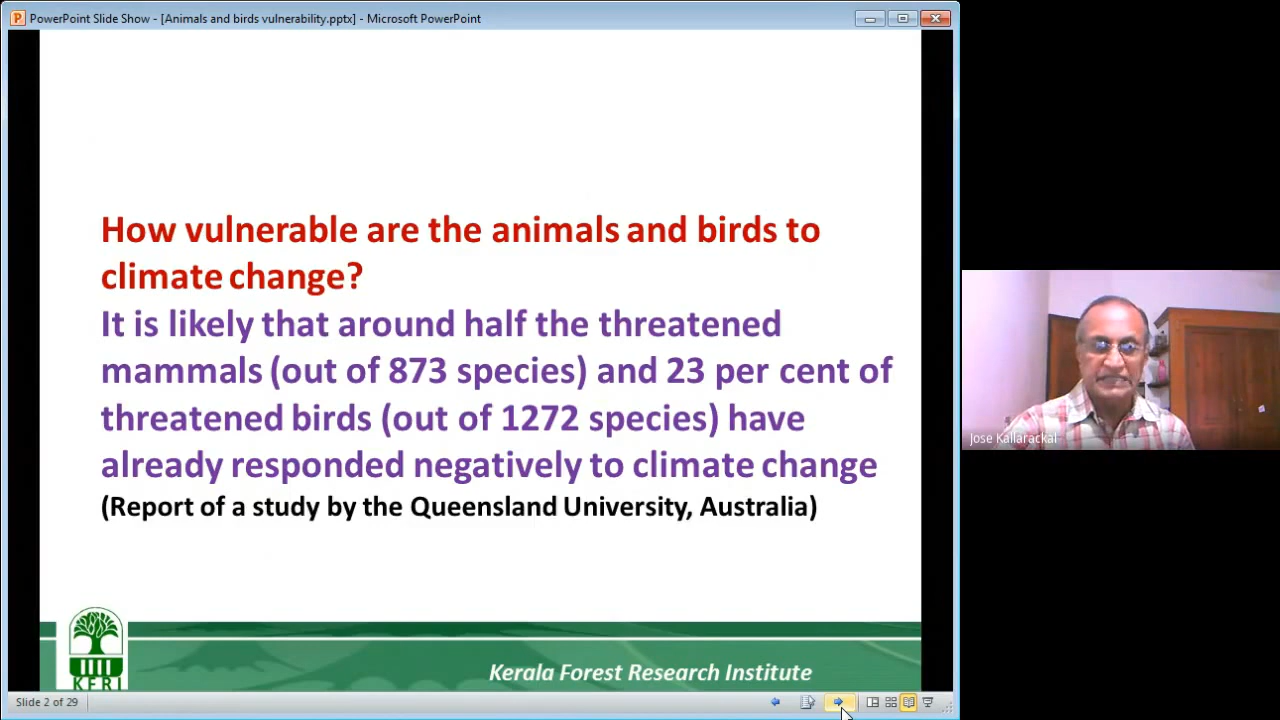 PowerPoint Slide Show - [Animals and birds vulnerability.pptx] - Microsoft PowerPoint
How vulnerable are the animals and birds to
climate change?
It is likely that around half the threatened
mammals (out of 873 species) and 23 per cent of
threatened birds (out of 1272 species) have
already responded negatively to climate change
(Report of a study by the Queensland University, Australia)
Jose Kallarackal
KFRI
Kerala Forest Research Institute
Slide 2 of 29